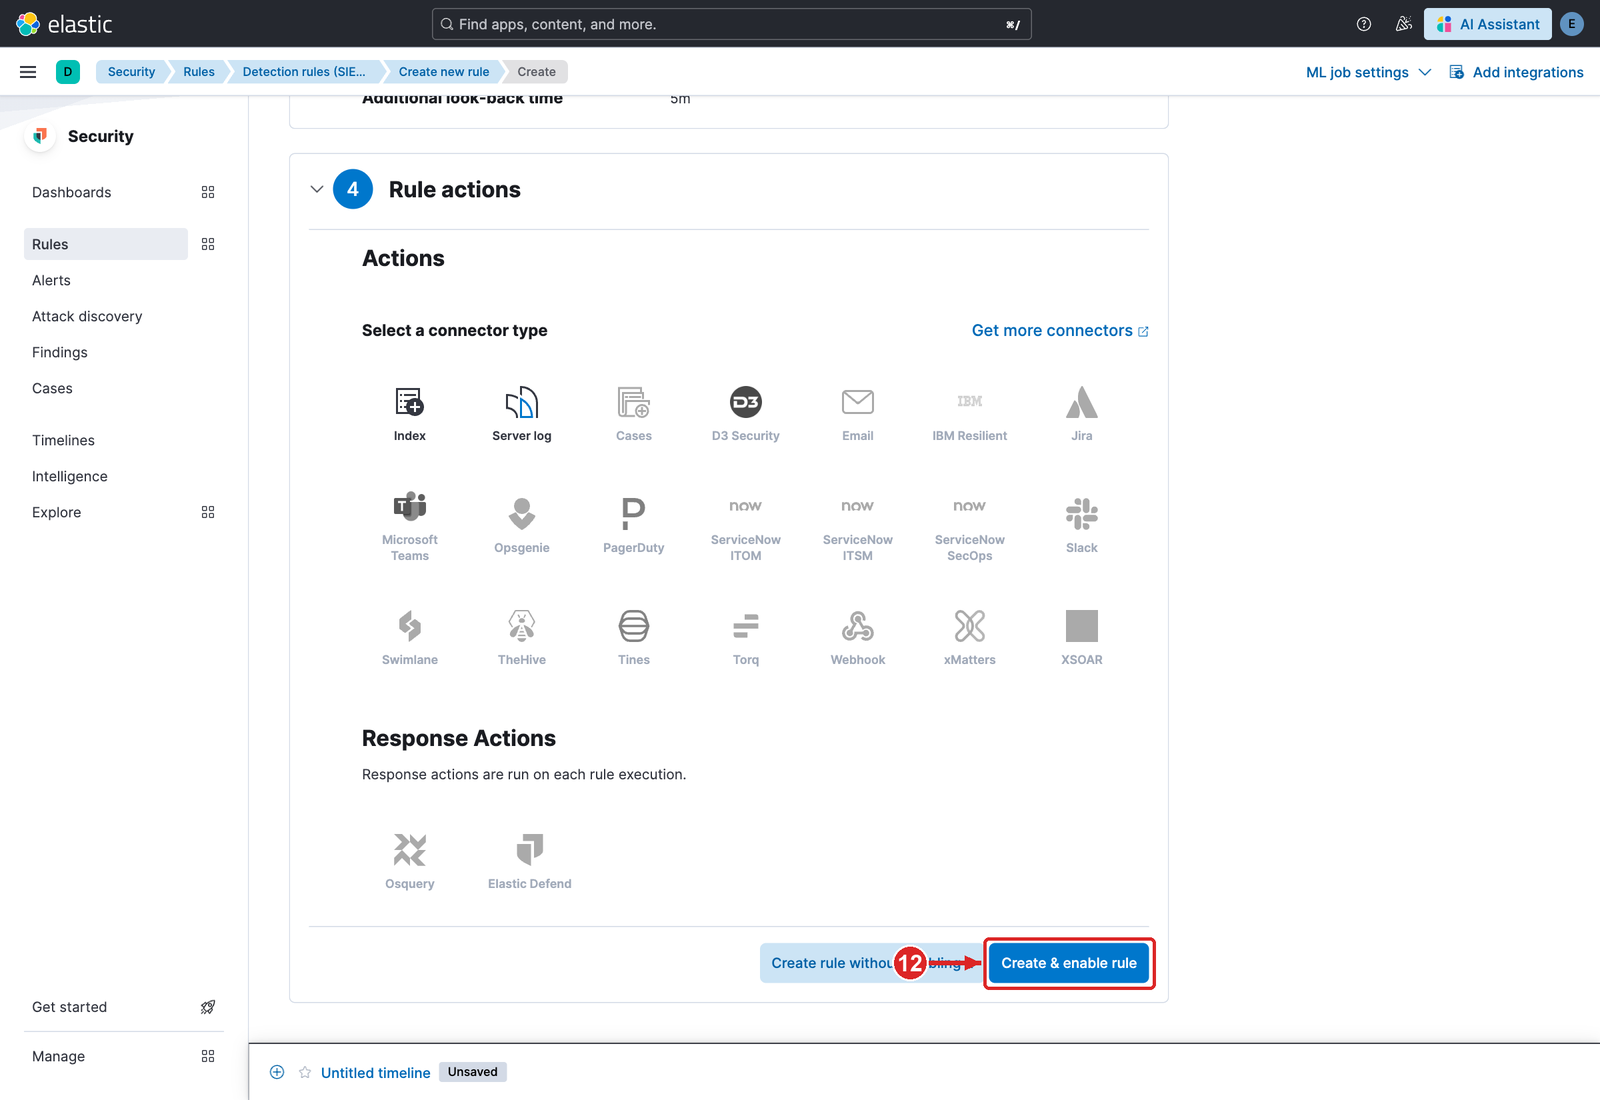 elastic
Find apps, content, and more.
⌘/
AI Assistant
E
D
Security
Rules
Detection rules (SIE...
Create new rule
Create
ML job settings
Add integrations
Additional look-back time
5m
Security
Dashboards
Rules
Alerts
Attack discovery
Findings
Cases
Timelines
Intelligence
Explore
Get started
Manage
4
Rule actions
Actions
Select a connector type
Get more connectors
Index
Server log
Cases
D3
D3 Security
Email
IBM
IBM Resilient
Jira
T
Microsoft
Teams
Opsgenie
P
PagerDuty
now
ServiceNow
ITOM
now
ServiceNow
ITSM
now
ServiceNow
SecOps
Slack
Swimlane
TheHive
Tines
Torq
Webhook
xMatters
XSOAR
Response Actions
Response actions are run on each rule execution.
Osquery
Elastic Defend
Create rule
12
Create & enable rule
Untitled timeline
Unsaved